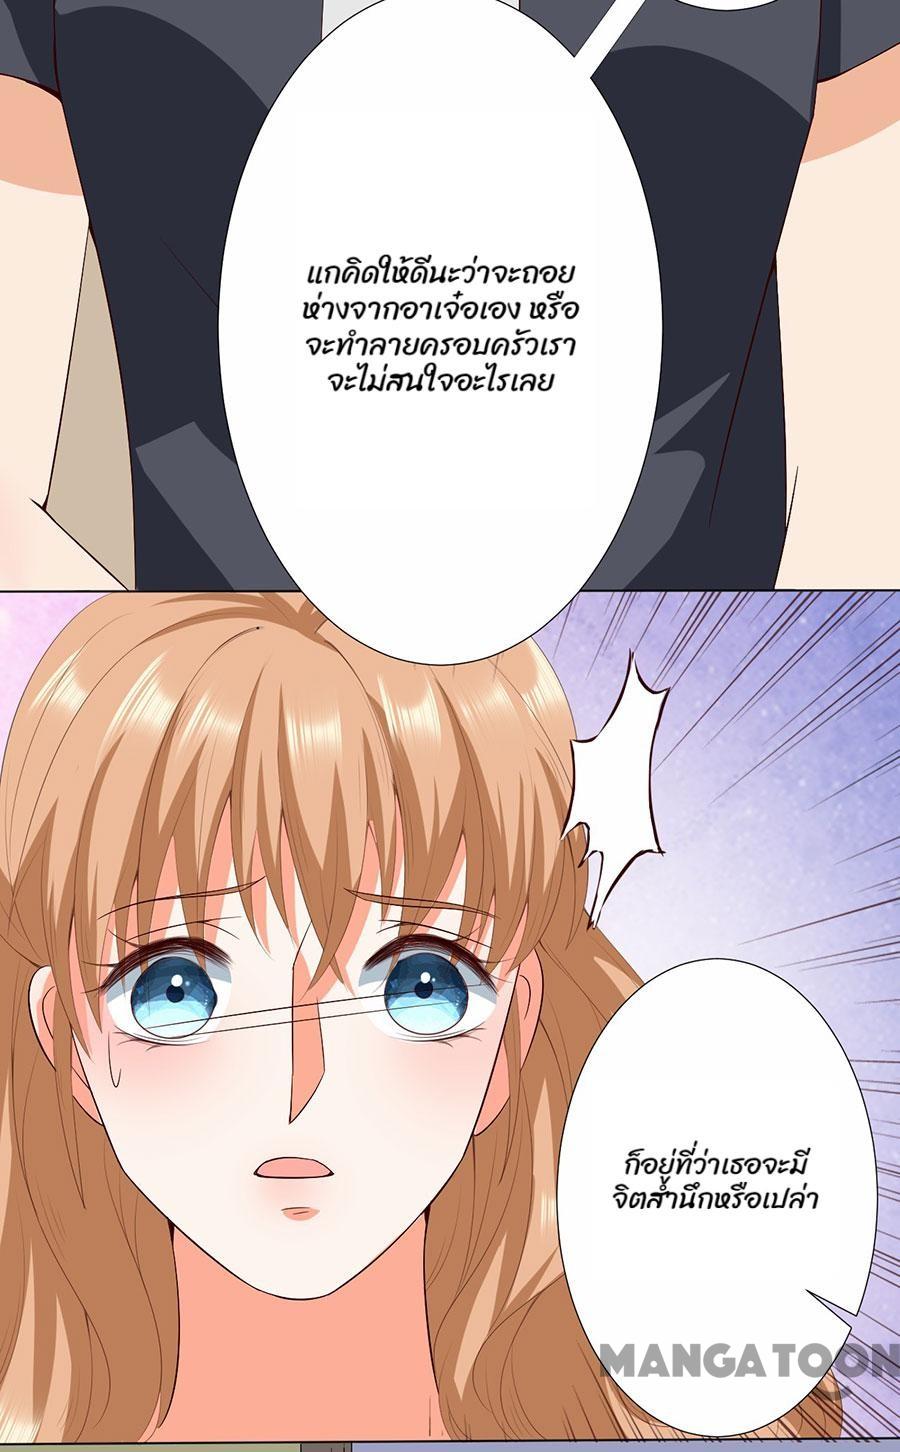 แกคิดให้ดีนะว่าจะถอย
ห่างจากอาเจ๋อเอง หรือ
จะทำลายครอบครัวเรา
จะไม่สนใจอะไรเลย
ก็อยู่ที่ว่าเธอจะมี
จิตสำนึกหรือเปล่า
MANGATOON